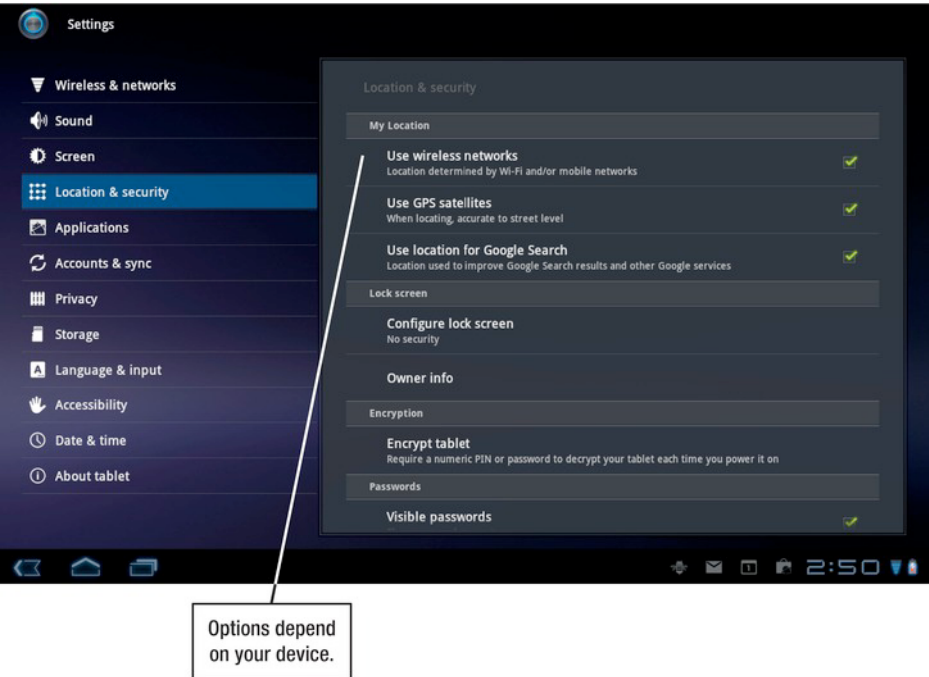 Settings
Wireless & networks
Sound
Screen
Location & security
Applications
Accounts & sync
Privacy
Storage
Language & input
Accessibility
Date & time
About tablet
Location & security
My Location
Use wireless networks
Location determined by Wi-Fi and/or mobile networks
Use GPS satellites
When locating, accurate to street level
Use location for Google Search
Location used to improve Google Search results and other Google services
Lock screen
Configure lock screen
No security
Owner info
Encryption
Encrypt tablet
Require a numeric PIN or password to decrypt your tablet each time you power it on
Passwords
Visible passwords
2:50
Options depend
on your device.